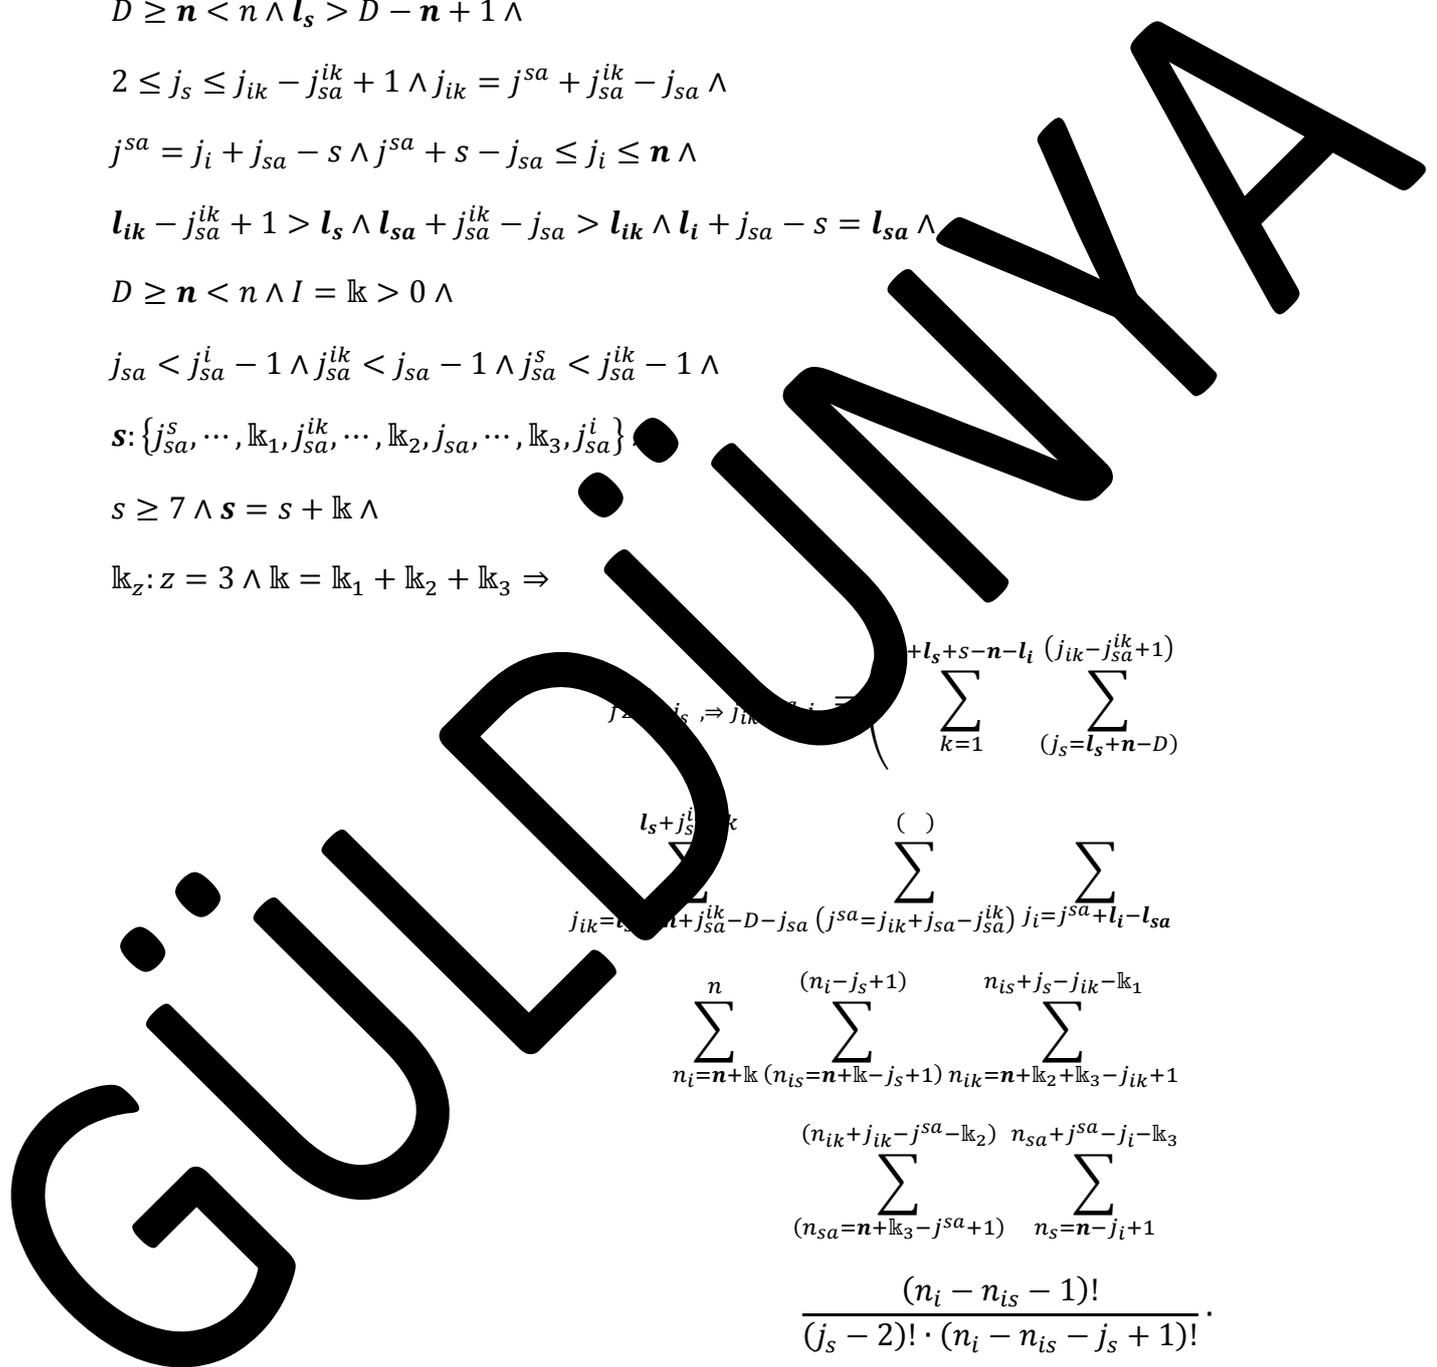 D ≥ n < n ∧ l_s > D − n + 1 ∧
2 ≤ j_s ≤ j_{ik} − j_{sa}^{ik} + 1 ∧ j_{ik} = j^{sa} + j_{sa}^{ik} − j_{sa} ∧
j^{sa} = j_i + j_{sa} − s ∧ j^{sa} + s − j_{sa} ≤ j_i ≤ n ∧
l_{ik} − j_{sa}^{ik} + 1 > l_s ∧ l_{sa} + j_{sa}^{ik} − j_{sa} > l_{ik} ∧ l_i + j_{sa} − s = l_{sa} ∧
D ≥ n < n ∧ I = 𝕜 > 0 ∧
j_{sa} < j_{sa}^i − 1 ∧ j_{sa}^{ik} < j_{sa} − 1 ∧ j_{sa}^s < j_{sa}^{ik} − 1 ∧
s: {j_{sa}^s, ⋯, 𝕜_1, j_{sa}^{ik}, ⋯, 𝕜_2, j_{sa}, ⋯, 𝕜_3, j_{sa}^i}
s ≥ 7 ∧ s = s + 𝕜 ∧
𝕜_z: z = 3 ∧ 𝕜 = 𝕜_1 + 𝕜_2 + 𝕜_3 ⇒
+l_s+s−n−l_i (j_{ik}−j_{sa}^{ik}+1)
j_s ,⇒ j_{ik} = ( ∑ ∑
k=1 (j_s=l_s+n−D)
( )
∑ ∑ ∑
+j_{sa}^{ik}−D−j_{sa} (j^{sa}=j_{ik}+j_{sa}−j_{sa}^{ik}) j_i=j^{sa}+l_i−l_{sa}
n (n_i−j_s+1) n_{is}+j_s−j_{ik}−𝕜_1
∑ ∑ ∑
n_i=n+𝕜 (n_{is}=n+𝕜−j_s+1) n_{ik}=n+𝕜_2+𝕜_3−j_{ik}+1
(n_{ik}+j_{ik}−j^{sa}−𝕜_2) n_{sa}+j^{sa}−j_i−𝕜_3
∑ ∑
(n_{sa}=n+𝕜_3−j^{sa}+1) n_s=n−j_i+1
(n_i − n_{is} − 1)!
(j_s − 2)! · (n_i − n_{is} − j_s + 1)! ·
GÜLDÜNYA